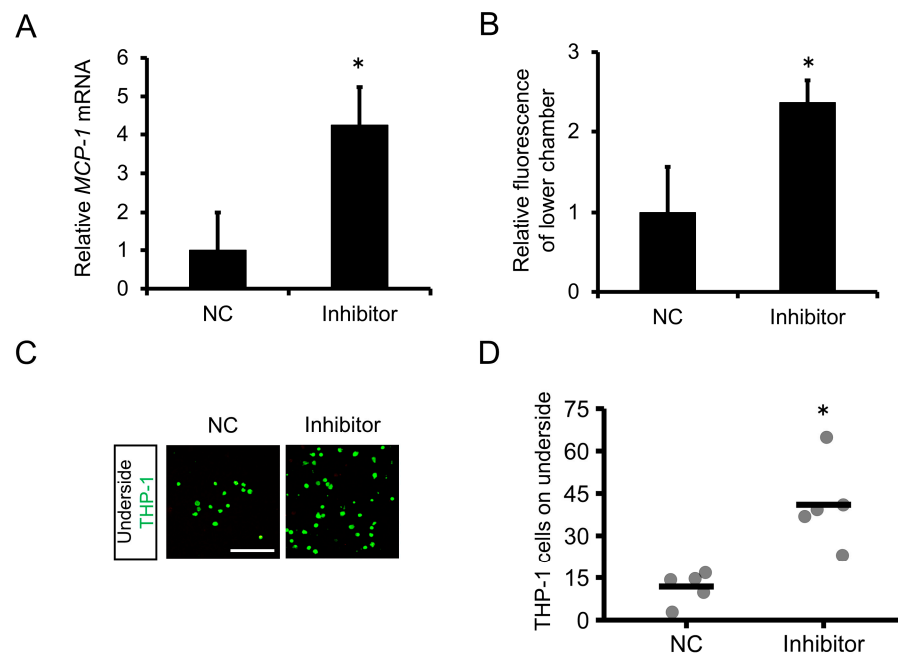 A
Relative MCP-1 mRNA
6
5
4
3
2
1
0
*
NC
Inhibitor
B
Relative fluorescence
of lower chamber
3
2
1
0
*
NC
Inhibitor
C
NC
Inhibitor
Underside
THP-1
D
THP-1 cells on underside
75
60
45
30
15
0
*
NC
Inhibitor